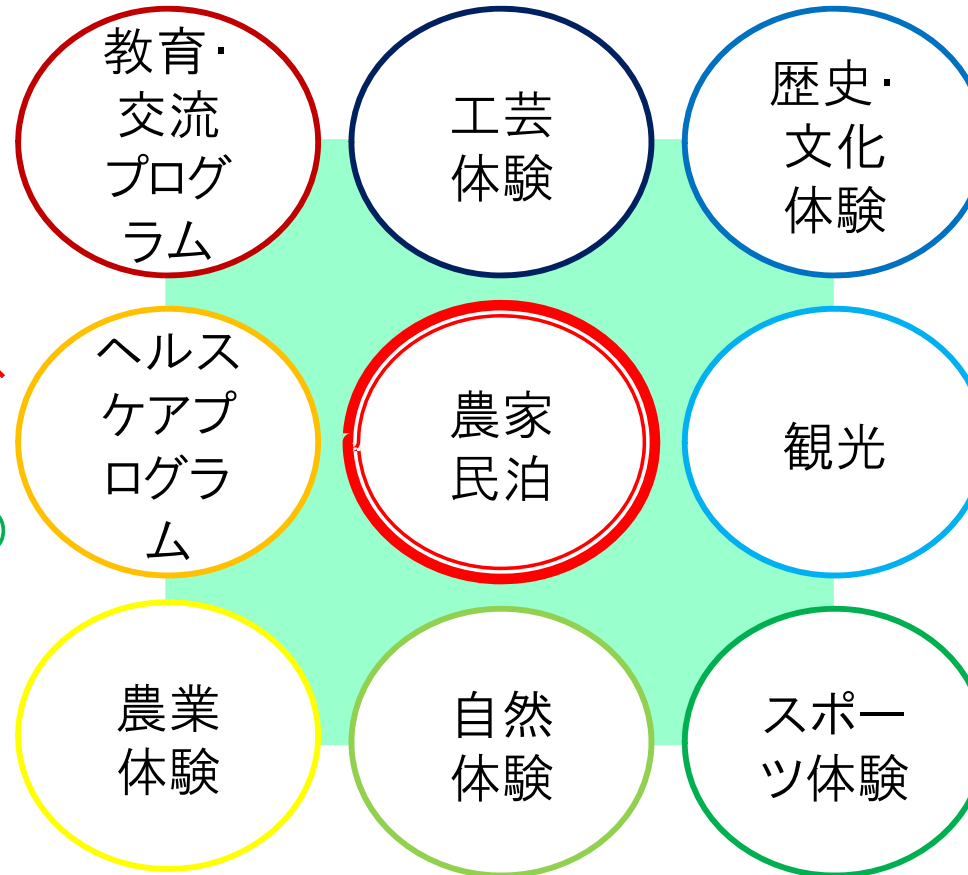 教育・
交流
プログ
ラム
工芸
体験
歴史・
文化
体験
ヘルス
ケアプ
ログラ
ム
農家
民泊
観光
農業
体験
自然
体験
スポー
ツ体験